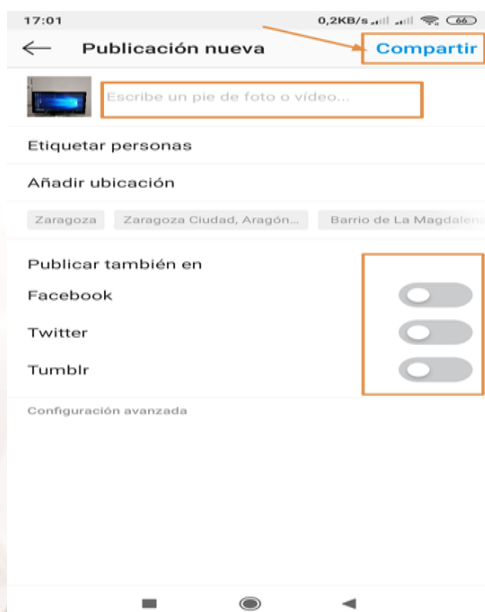 17:01 0,2KB/s 66
Publicación nueva Compartir
Escribe un pie de foto o vídeo...
Etiquetar personas
Añadir ubicación
Zaragoza Zaragoza Ciudad, Aragón... Barrio de La Magdalena
Publicar también en
Facebook
Twitter
Tumblr
Configuración avanzada